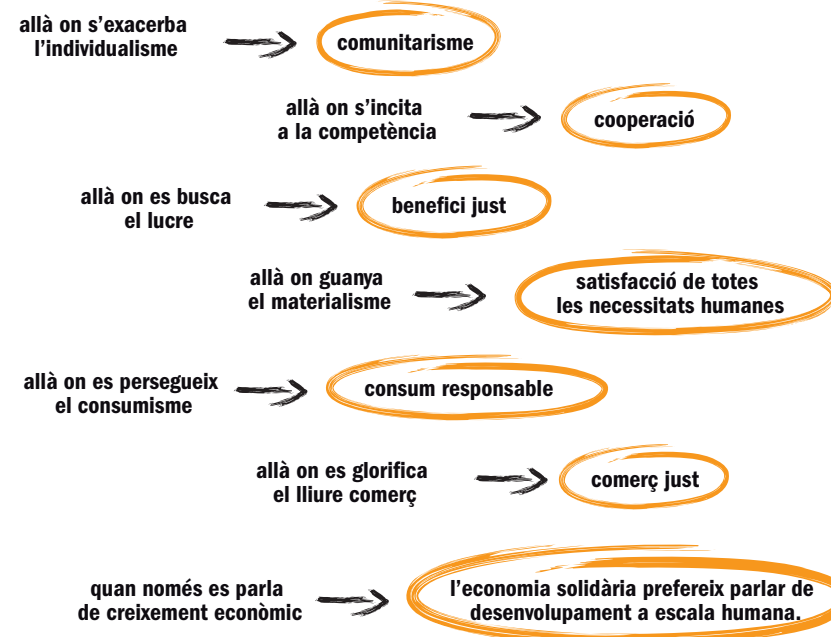 allà on s'exacerba
l'individualisme
comunitarisme
allà on s'incita
a la competència
cooperació
allà on es busca
el lucre
benefici just
allà on guanya
el materialisme
satisfacció de totes
les necessitats humanes
allà on es persegueix
el consumisme
consum responsable
allà on es glorifica
el lliure comerç
comerç just
quan només es parla
de creixement econòmic
l'economia solidària prefereix parlar de
desenvolupament a escala humana.